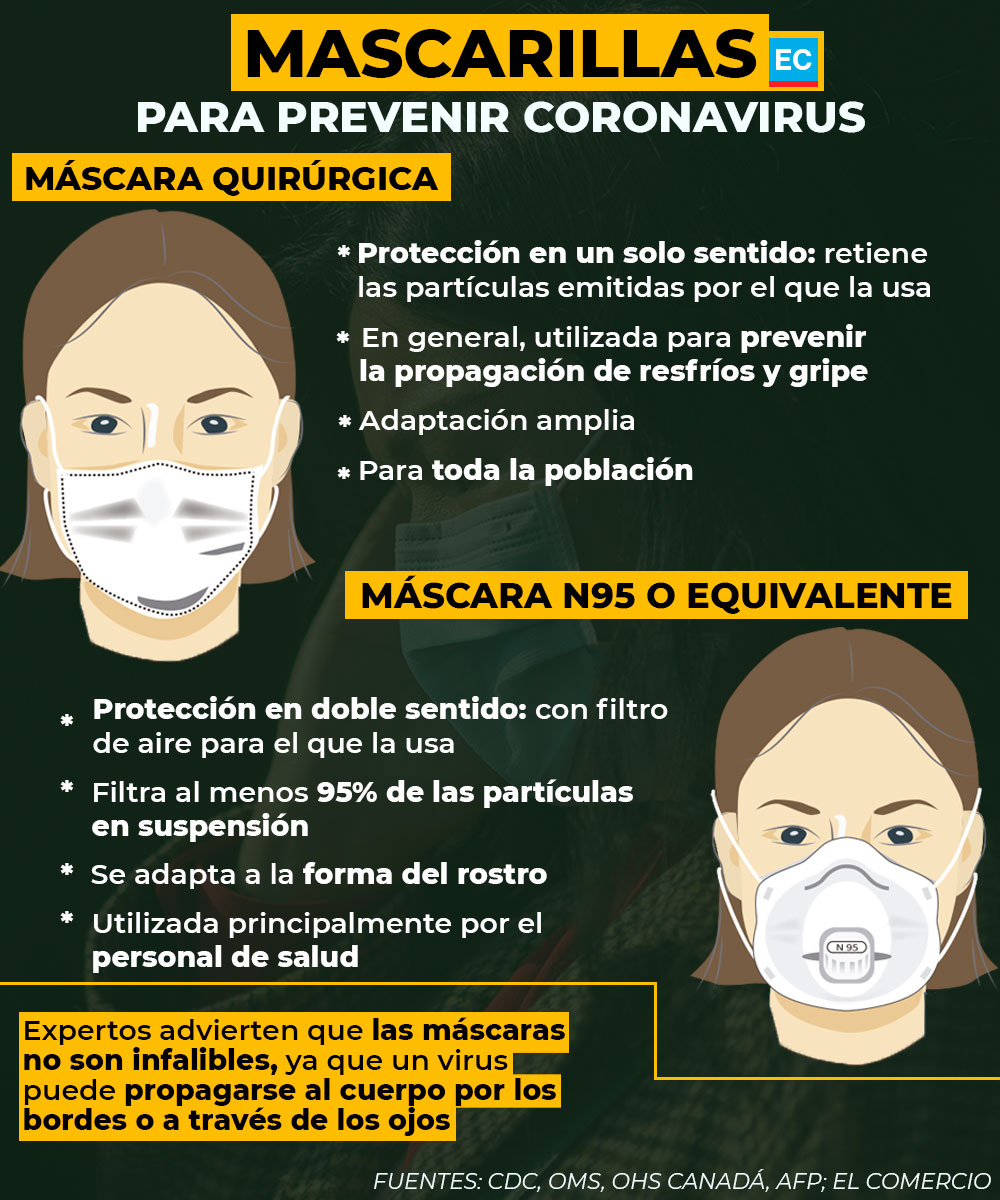 MASCARILLAS
EC
PARA PREVENIR CORONAVIRUS
MÁSCARA QUIRÚRGICA
* Protección en un solo sentido: retiene
las partículas emitidas por el que la usa
* En general, utilizada para prevenir
la propagación de resfríos y gripe
* Adaptación amplia
* Para toda la población
MÁSCARA N95 O EQUIVALENTE
* Protección en doble sentido: con filtro
de aire para el que la usa
* Filtra al menos 95% de las partículas
en suspensión
* Se adapta a la forma del rostro
* Utilizada principalmente por el
personal de salud
N 95
Expertos advierten que las máscaras
no son infalibles, ya que un virus
puede propagarse al cuerpo por los
bordes o a través de los ojos
FUENTES: CDC, OMS, OHS CANADÁ, AFP; EL COMERCIO